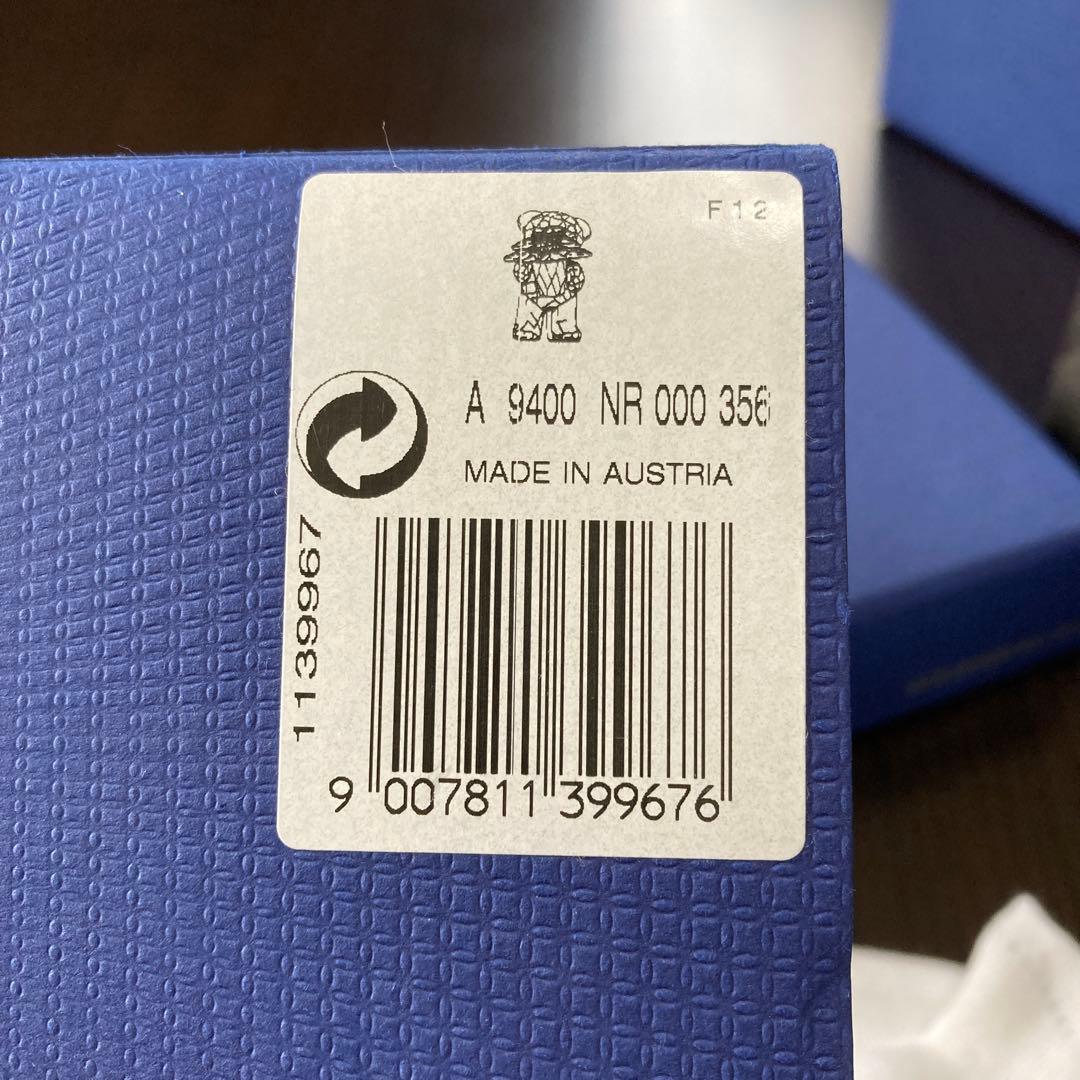 F12
A 9400 NR 000 356
MADE IN AUSTRIA
1139967
9 007811 399676